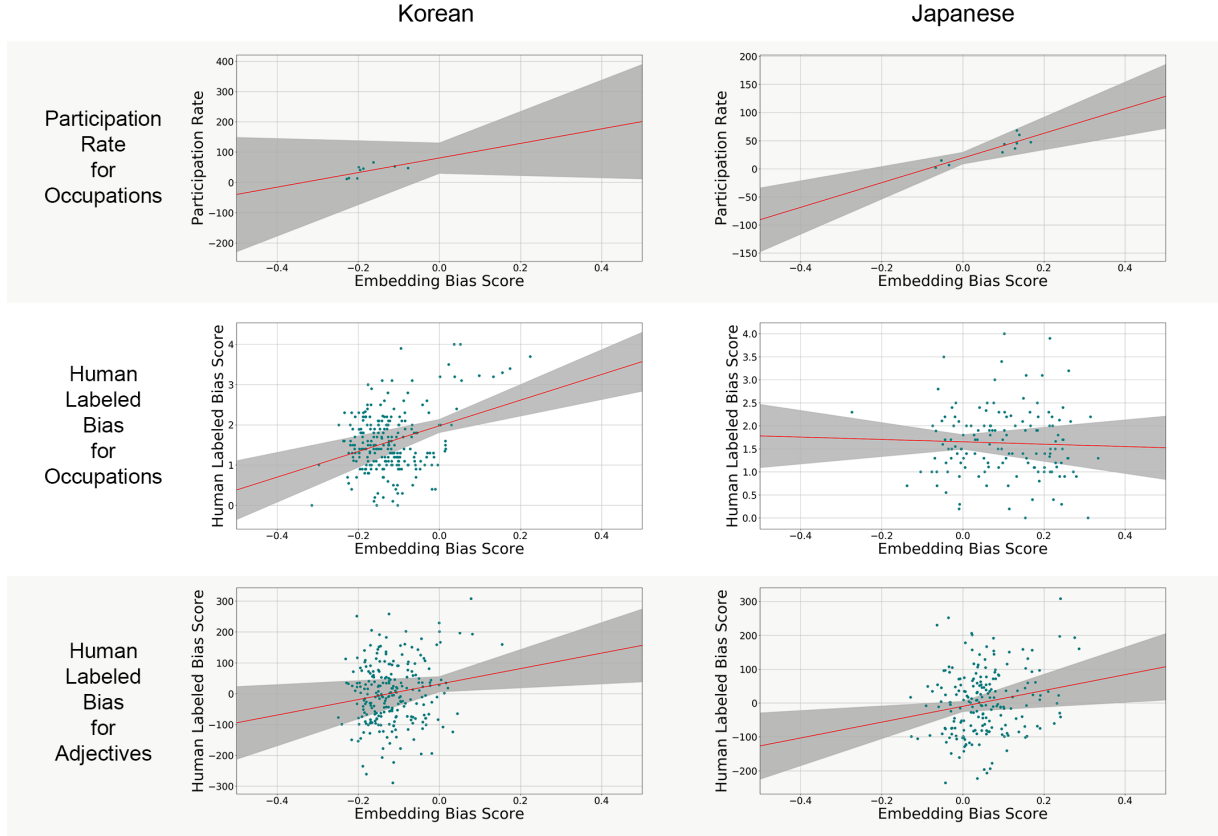 Korean
Japanese
Participation
Rate
for
Occupations
Participation Rate
400
300
200
100
0
−100
−200
−0.4
−0.2
0.0
0.2
0.4
Embedding Bias Score
Participation Rate
200
150
100
50
0
−50
−100
−150
−0.4
−0.2
0.0
0.2
0.4
Embedding Bias Score
Human
Labeled
Bias
for
Occupations
Human Labeled Bias Score
4
3
2
1
0
−0.4
−0.2
0.0
0.2
0.4
Embedding Bias Score
Human Labeled Bias Score
4.0
3.5
3.0
2.5
2.0
1.5
1.0
0.5
0.0
−0.4
−0.2
0.0
0.2
0.4
Embedding Bias Score
Human
Labeled
Bias
for
Adjectives
Human Labeled Bias Score
300
200
100
0
−100
−200
−300
−0.4
−0.2
0.0
0.2
0.4
Embedding Bias Score
Human Labeled Bias Score
300
200
100
0
−100
−200
−0.4
−0.2
0.0
0.2
0.4
Embedding Bias Score